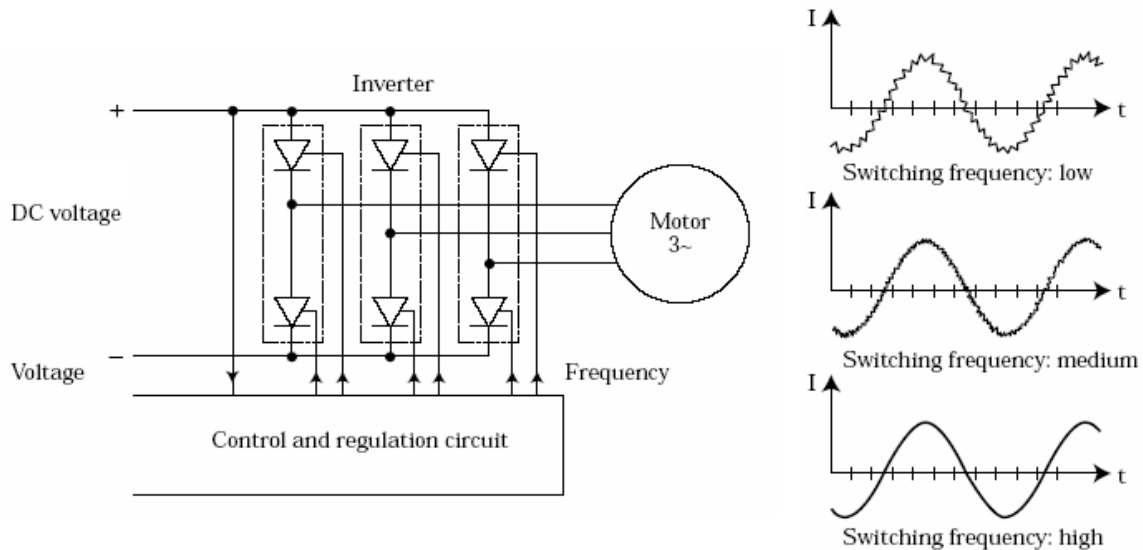 Inverter
+
DC voltage
Motor
3~
−
Voltage
Frequency
Control and regulation circuit
I
t
Switching frequency: low
I
t
Switching frequency: medium
I
t
Switching frequency: high